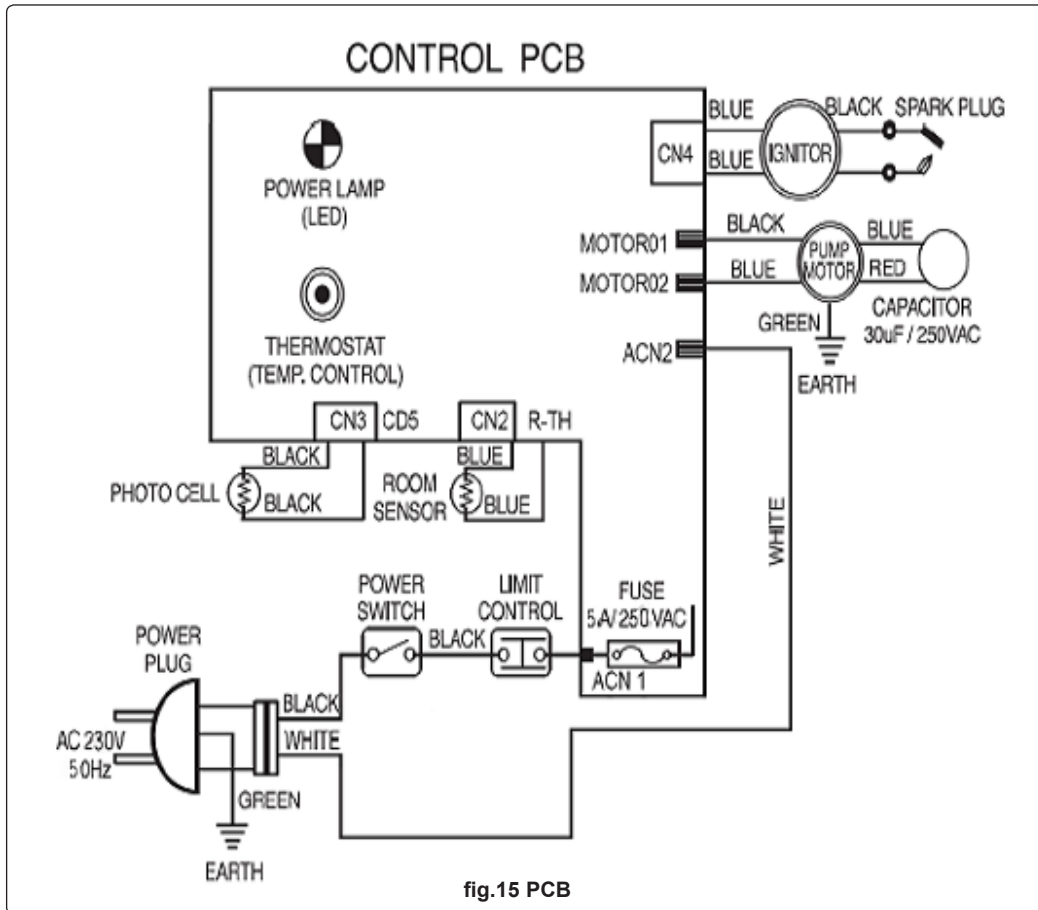 CONTROL PCB
POWER LAMP
(LED)
THERMOSTAT
(TEMP. CONTROL)
CN4
BLUE
BLUE
IGNITOR
BLACK
SPARK PLUG
MOTOR01
MOTOR02
BLACK
BLUE
PUMP
MOTOR
BLUE
RED
CAPACITOR
30uF / 250VAC
GREEN
EARTH
ACN2
CN3
CD5
CN2
R-TH
BLACK
BLACK
PHOTO CELL
BLUE
BLUE
ROOM
SENSOR
WHITE
POWER
SWITCH
BLACK
LIMIT
CONTROL
FUSE
5A/250.VAC
ACN 1
POWER
PLUG
AC 230V
50Hz
BLACK
WHITE
GREEN
EARTH
fig.15 PCB